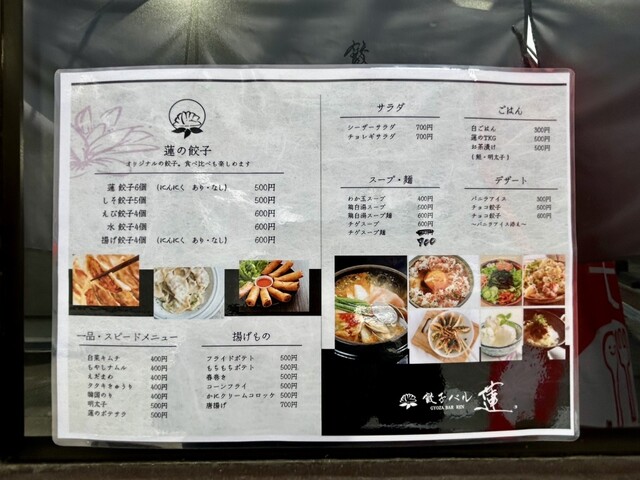 蓮の餃子
オリジナルの餃子。食べ比べも楽しめます
蓮 餃子6個 (にんにく あり・なし) 500円
しそ餃子5個 500円
えび餃子4個 600円
水 餃子4個 600円
揚げ餃子4個 (にんにく あり・なし) 600円
一品・スピードメニュー
白菜キムチ 400円
もやしナムル 400円
えだまめ 400円
タタキきゅうり 400円
韓国のり 400円
明太子 500円
蓮のポテサラ 500円
揚げもの
フライドポテト 500円
もちもちポテト 500円
春巻き 500円
コーンフライ 500円
かにクリームコロッケ 500円
唐揚げ 700円
サラダ
シーザーサラダ 700円
チョレギサラダ 700円
スープ・麺
わか玉スープ 400円
鶏白湯スープ 500円
鶏白湯スープ麺 600円
チゲスープ 600円
チゲスープ麺 700
ごはん
白ごはん 300円
蓮のTKG 500円
お茶漬け 500円
(鮭・明太子)
デザート
バニラアイス 300円
チョコ餃子 500円
チョコ餃子 600円
〜バニラアイス添え〜
餃子バル 蓮
GYOZA BAR REN